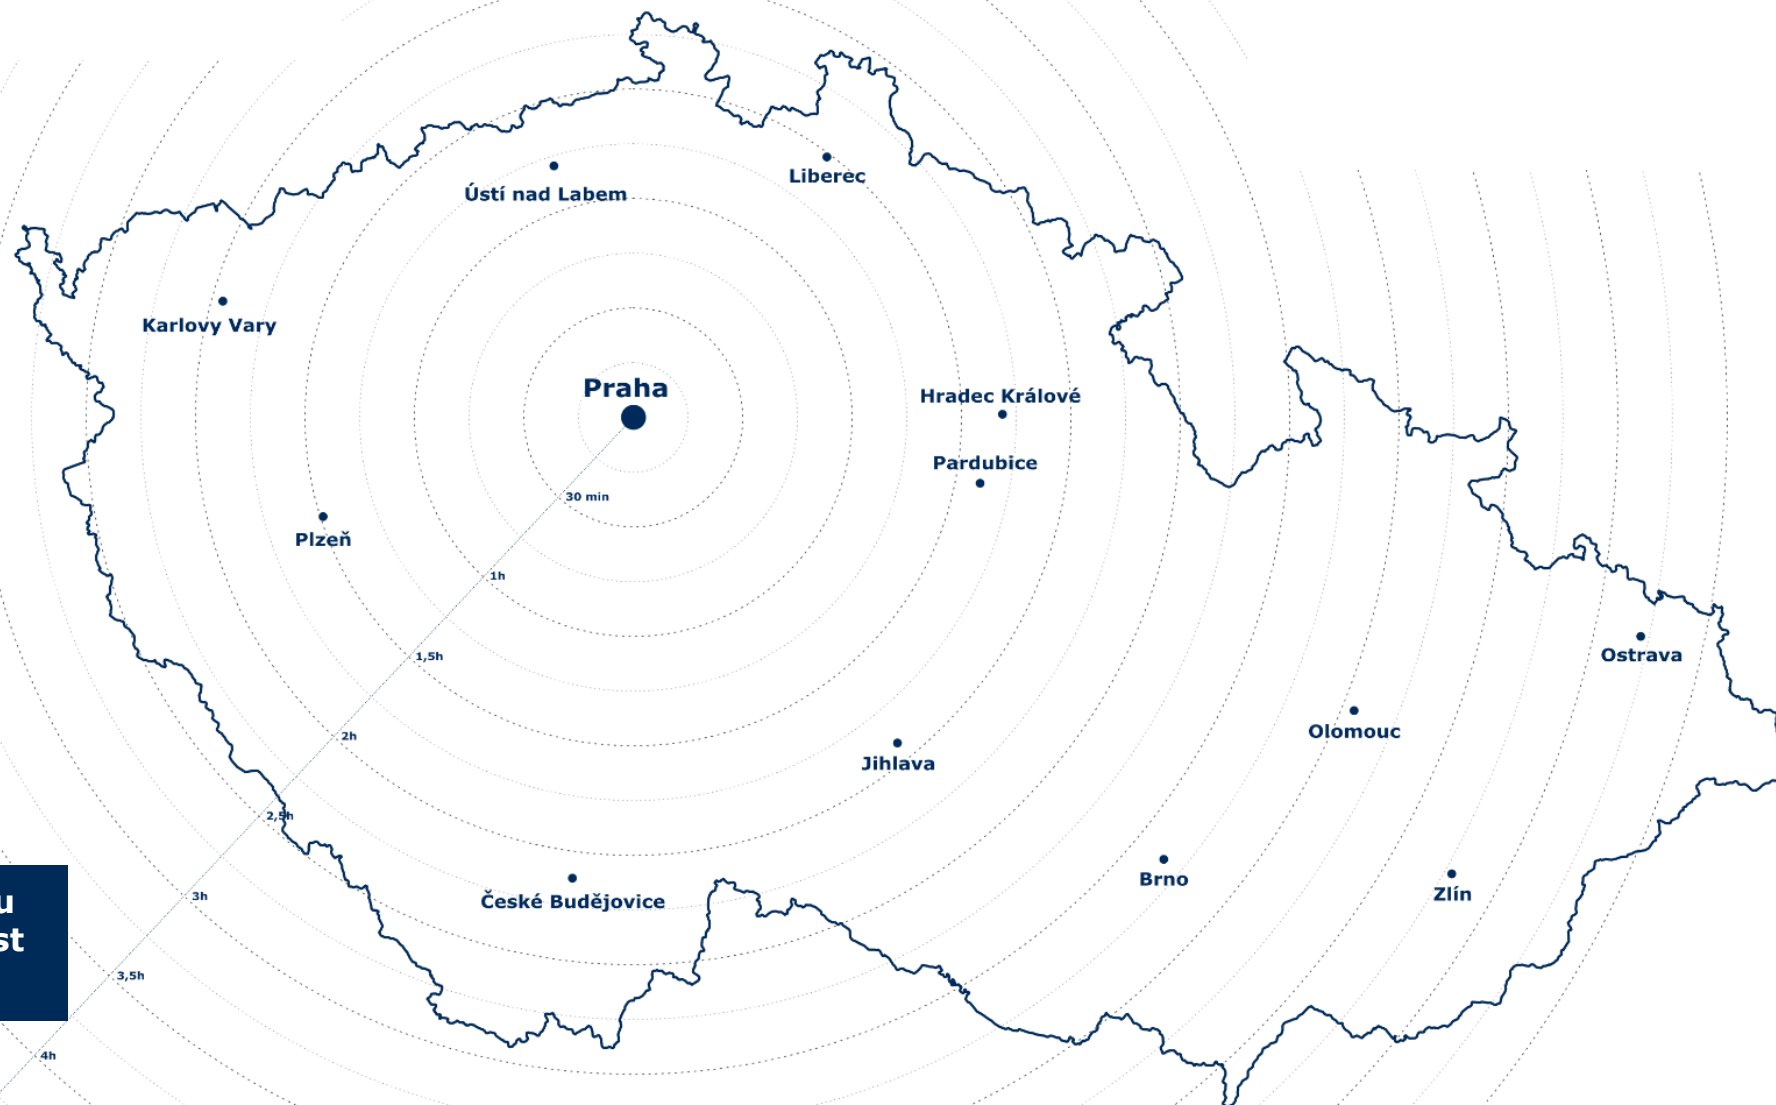 Liberec
Ústí nad Labem
Karlovy Vary
Praha
Hradec Králové
Pardubice
30 min
Plzeň
1h
1,5h
Ostrava
2h
Olomouc
Jihlava
2,5h
Brno
Zlín
3h
České Budějovice
u
st
3,5h
4h